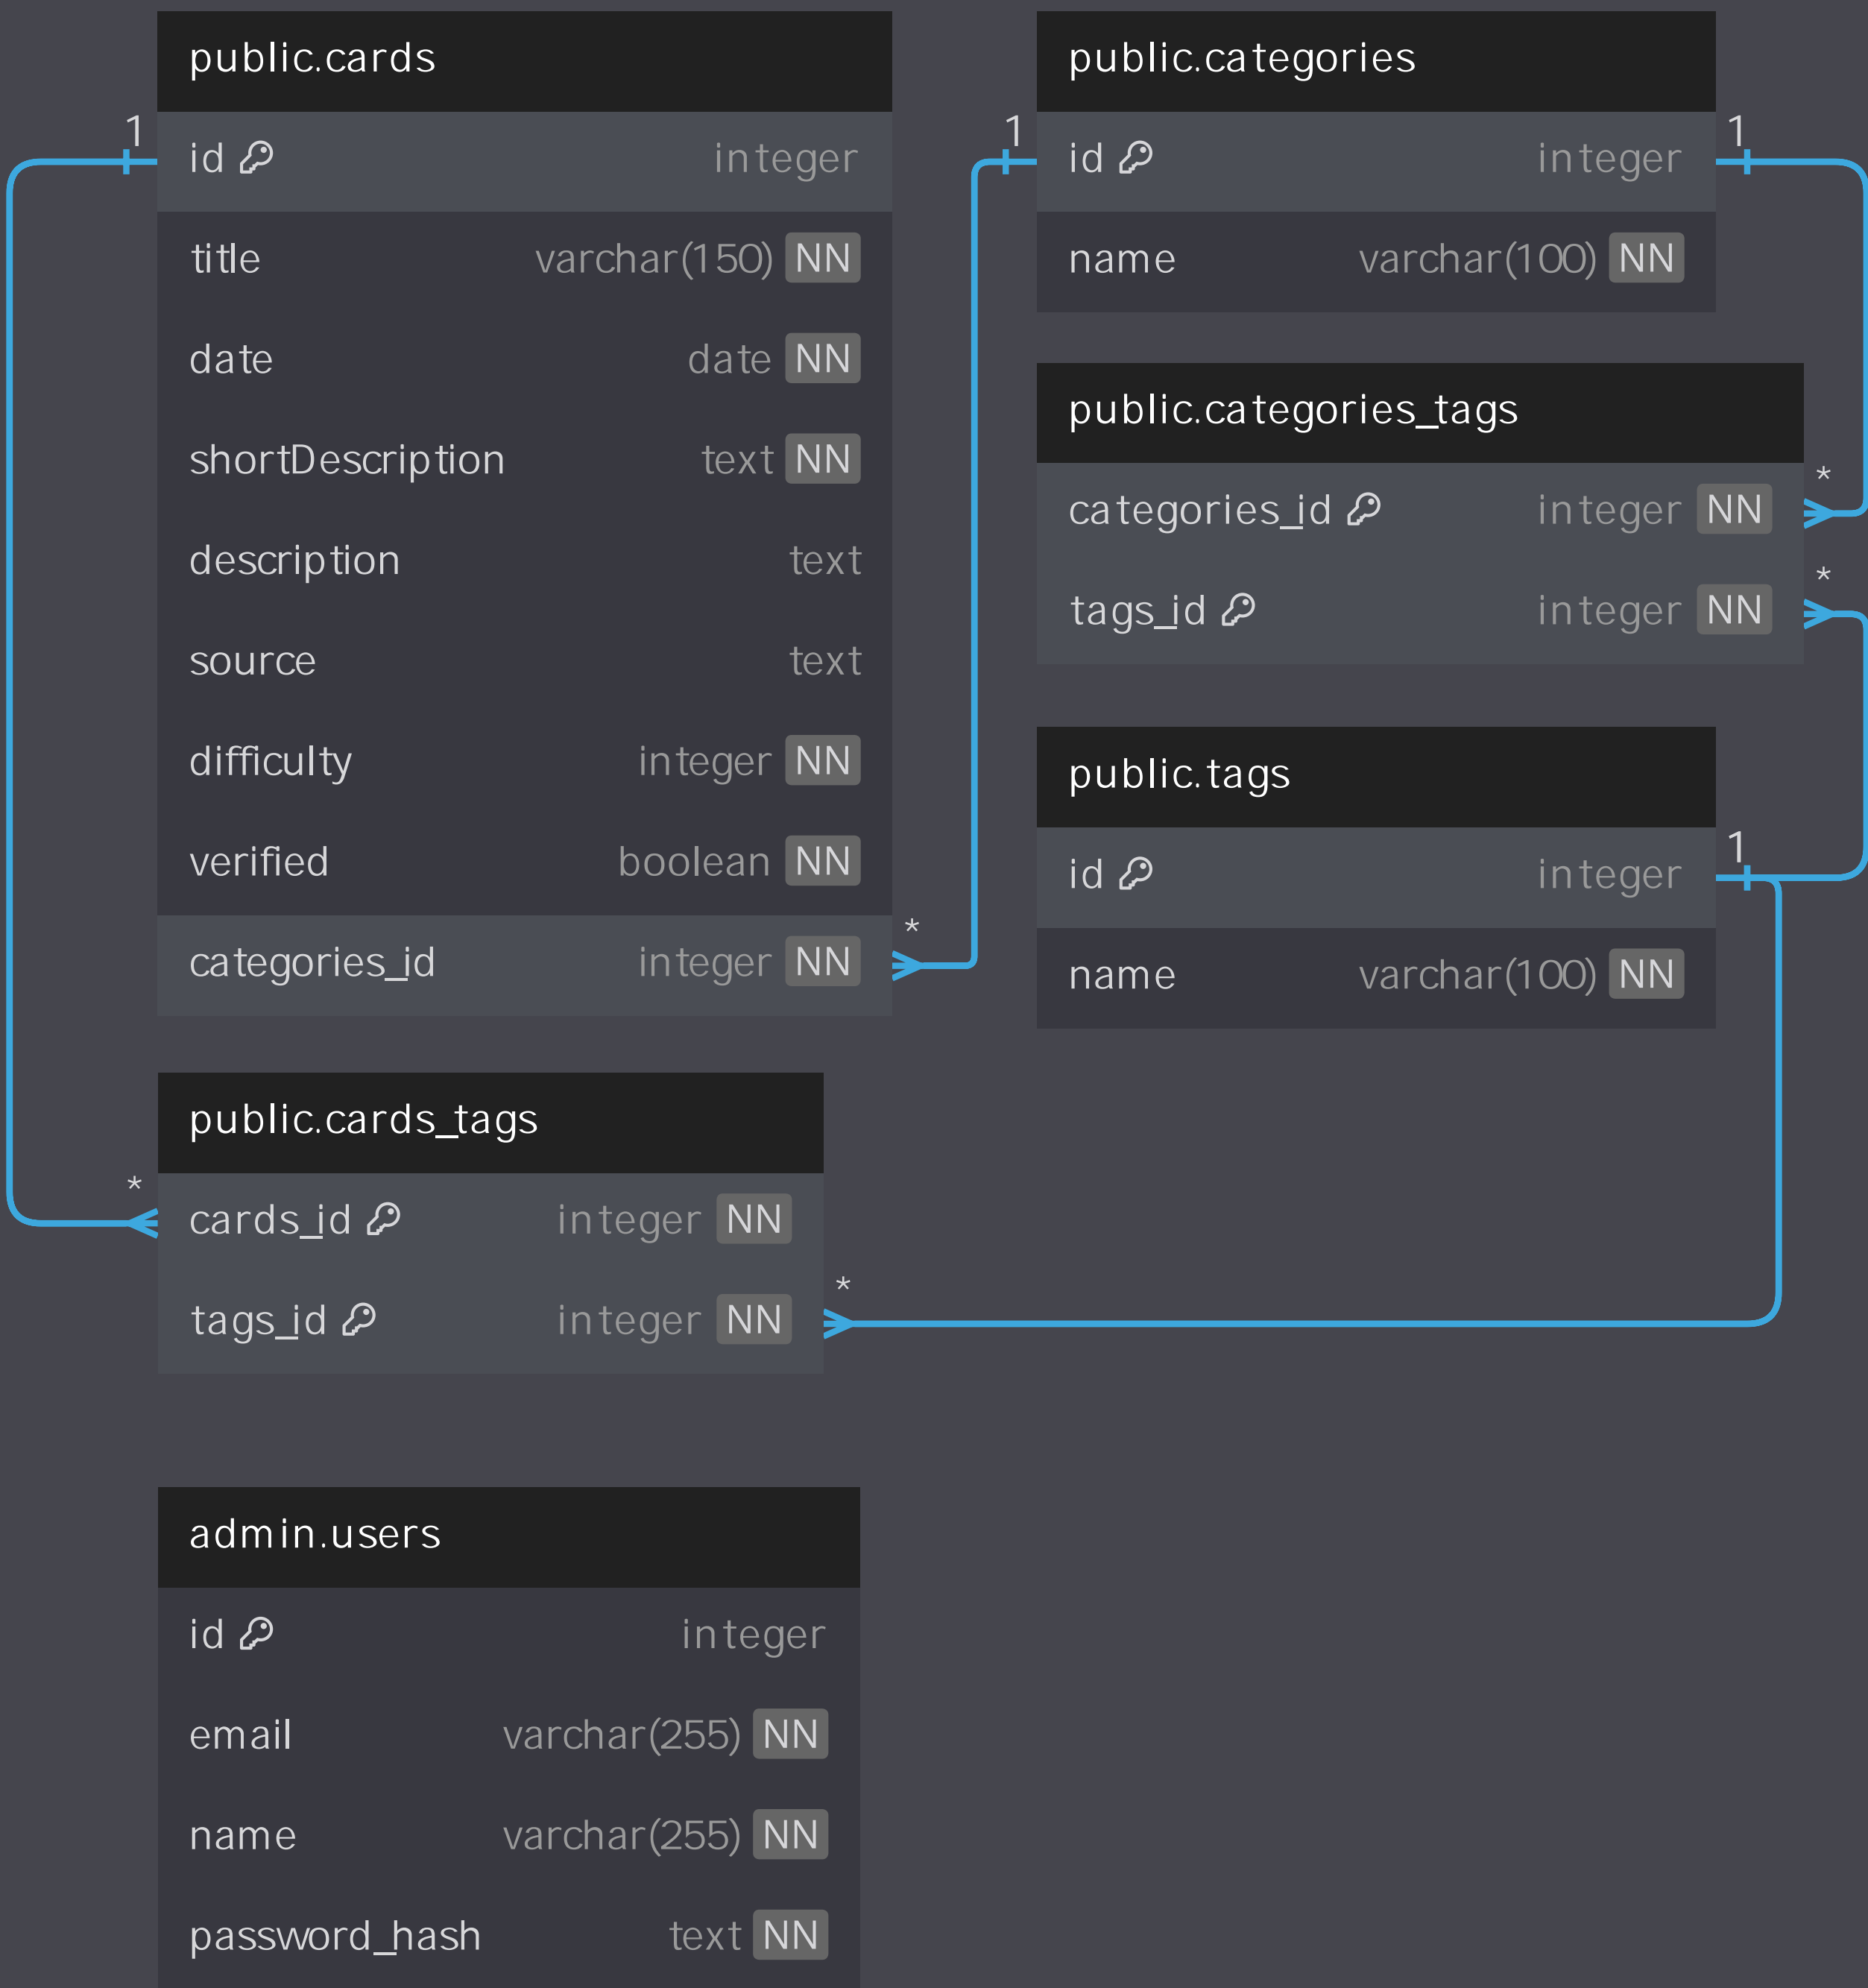 public.cards
1
id integer
title varchar(150) NN
date date NN
shortDescription text NN
description text
source text
difficulty integer NN
verified boolean NN
*
categories_id integer NN
public.categories
1 1
id integer
name varchar(100) NN
public.categories_tags
*
categories_id integer NN
*
tags_id integer NN
public.tags
1
id integer
name varchar(100) NN
public.cards_tags
*
cards_id integer NN
*
tags_id integer NN
admin.users
id integer
email varchar(255) NN
name varchar(255) NN
password_hash text NN